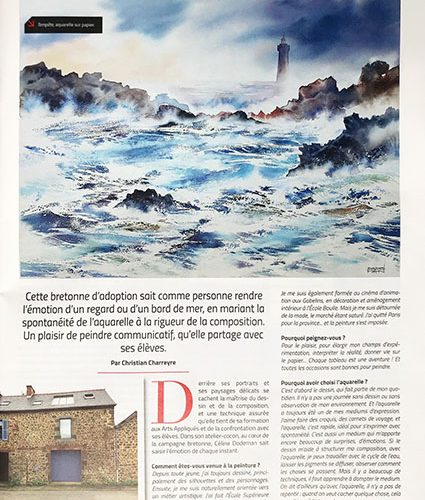 Tempête, aquarelle sur papier.
Cette bretonne d'adoption sait comme personne rendre
l'émotion d'un regard ou d'un bord de mer, en mariant la
spontanéité de l'aquarelle à la rigueur de la composition.
Un plaisir de peindre communicatif, qu'elle partage avec
ses élèves.
Par Christian Charreyre
Derrière ses portraits et
ses paysages délicats se
cachent la maîtrise du
dessin et de la composition,
et une technique assurée
qu'elle tient de sa formation
aux Arts Appliqués et de la confrontation avec
ses élèves. Dans son atelier-cocon, au cœur de
la campagne bretonne, Céline Dodeman
saisit de l'instant présent.
Comment êtes-vous venue à la peinture ?
Depuis toute jeune, j'ai toujours dessiné,
palement des silhouettes et des personnages.
Ensuite, je me suis naturellement orientée vers
un métier artistique. J'ai fait l'École Supérieure
Je me suis également formée au cinéma d'anima-
tion aux Gobelins, en décoration et aménagement
intérieur à l'École Boulle. Mais je me suis détournée
de la mode, le marché étant saturé. J'ai quitté Paris
pour la province... et la peinture s'est imposée.
Pourquoi peignez-vous ?
Pour le plaisir, pour élargir mon champs d'expé-
rimentation, interpréter la réalité, donner vie sur
le papier... Chaque tableau est une aventure ! Et
toutes les occasions sont bonnes pour peindre.
Pourquoi avoir choisi l'aquarelle ?
C'est d'abord le dessin, qui fait partie de mon quo-
tidien. Il n'y a pas une journée sans dessin ou sans
observation de mon environnement. Et l'aquarelle
a toujours été un de mes médiums d'expression.
J'aime faire des croquis, des carnets de voyage, et
l'aquarelle, c'est rapide, idéal pour s'exprimer avec
spontanéité. C'est aussi un médium qui m'apporte
encore beaucoup de surprises, d'émotions. Si le
dessin m'aide à structurer ma composition, avec
l'aquarelle, je peux travailler avec le cycle de l'eau,
laisser les pigments se diffuser, observer comment
les choses se passent. Mais il y a beaucoup de
techniques, il faut apprendre à dompter le médium.
On dit d'ailleurs qu'avec l'aquarelle, il n'y a pas de
repentir : quand on veut cacher quelque chose,